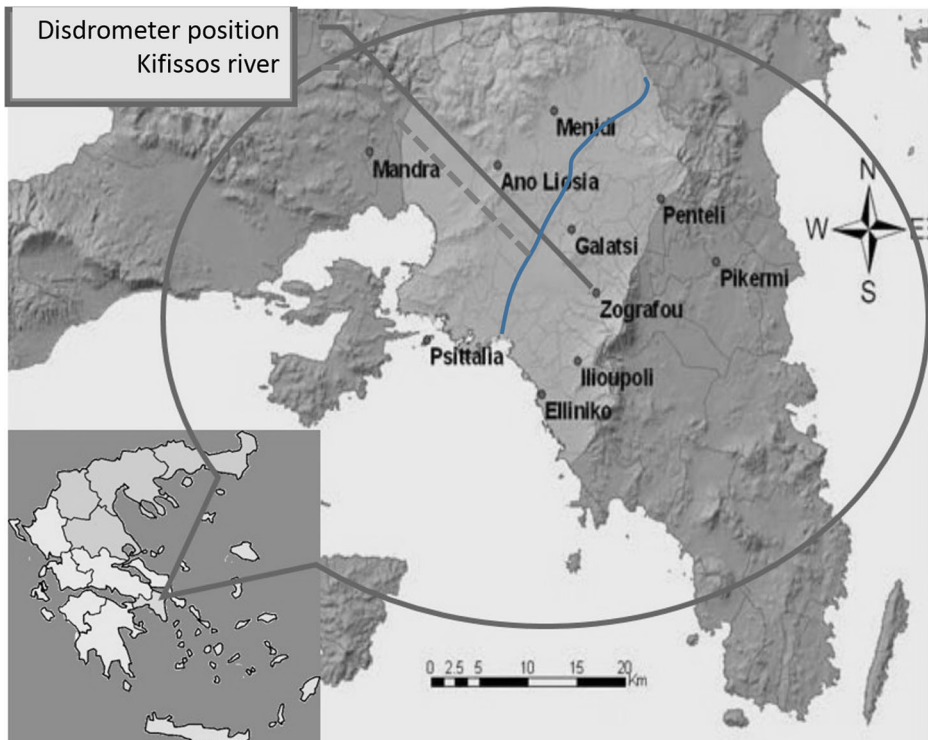 Disdrometer position
Kifissos river
Menidi
Mandra
Ano Liosia
N
Penteli
W
E
Galatsi
Pikermi
S
Zografou
Psittalia
Ilioupoli
Elliniko
0 2.5 5 10 15 20
Km